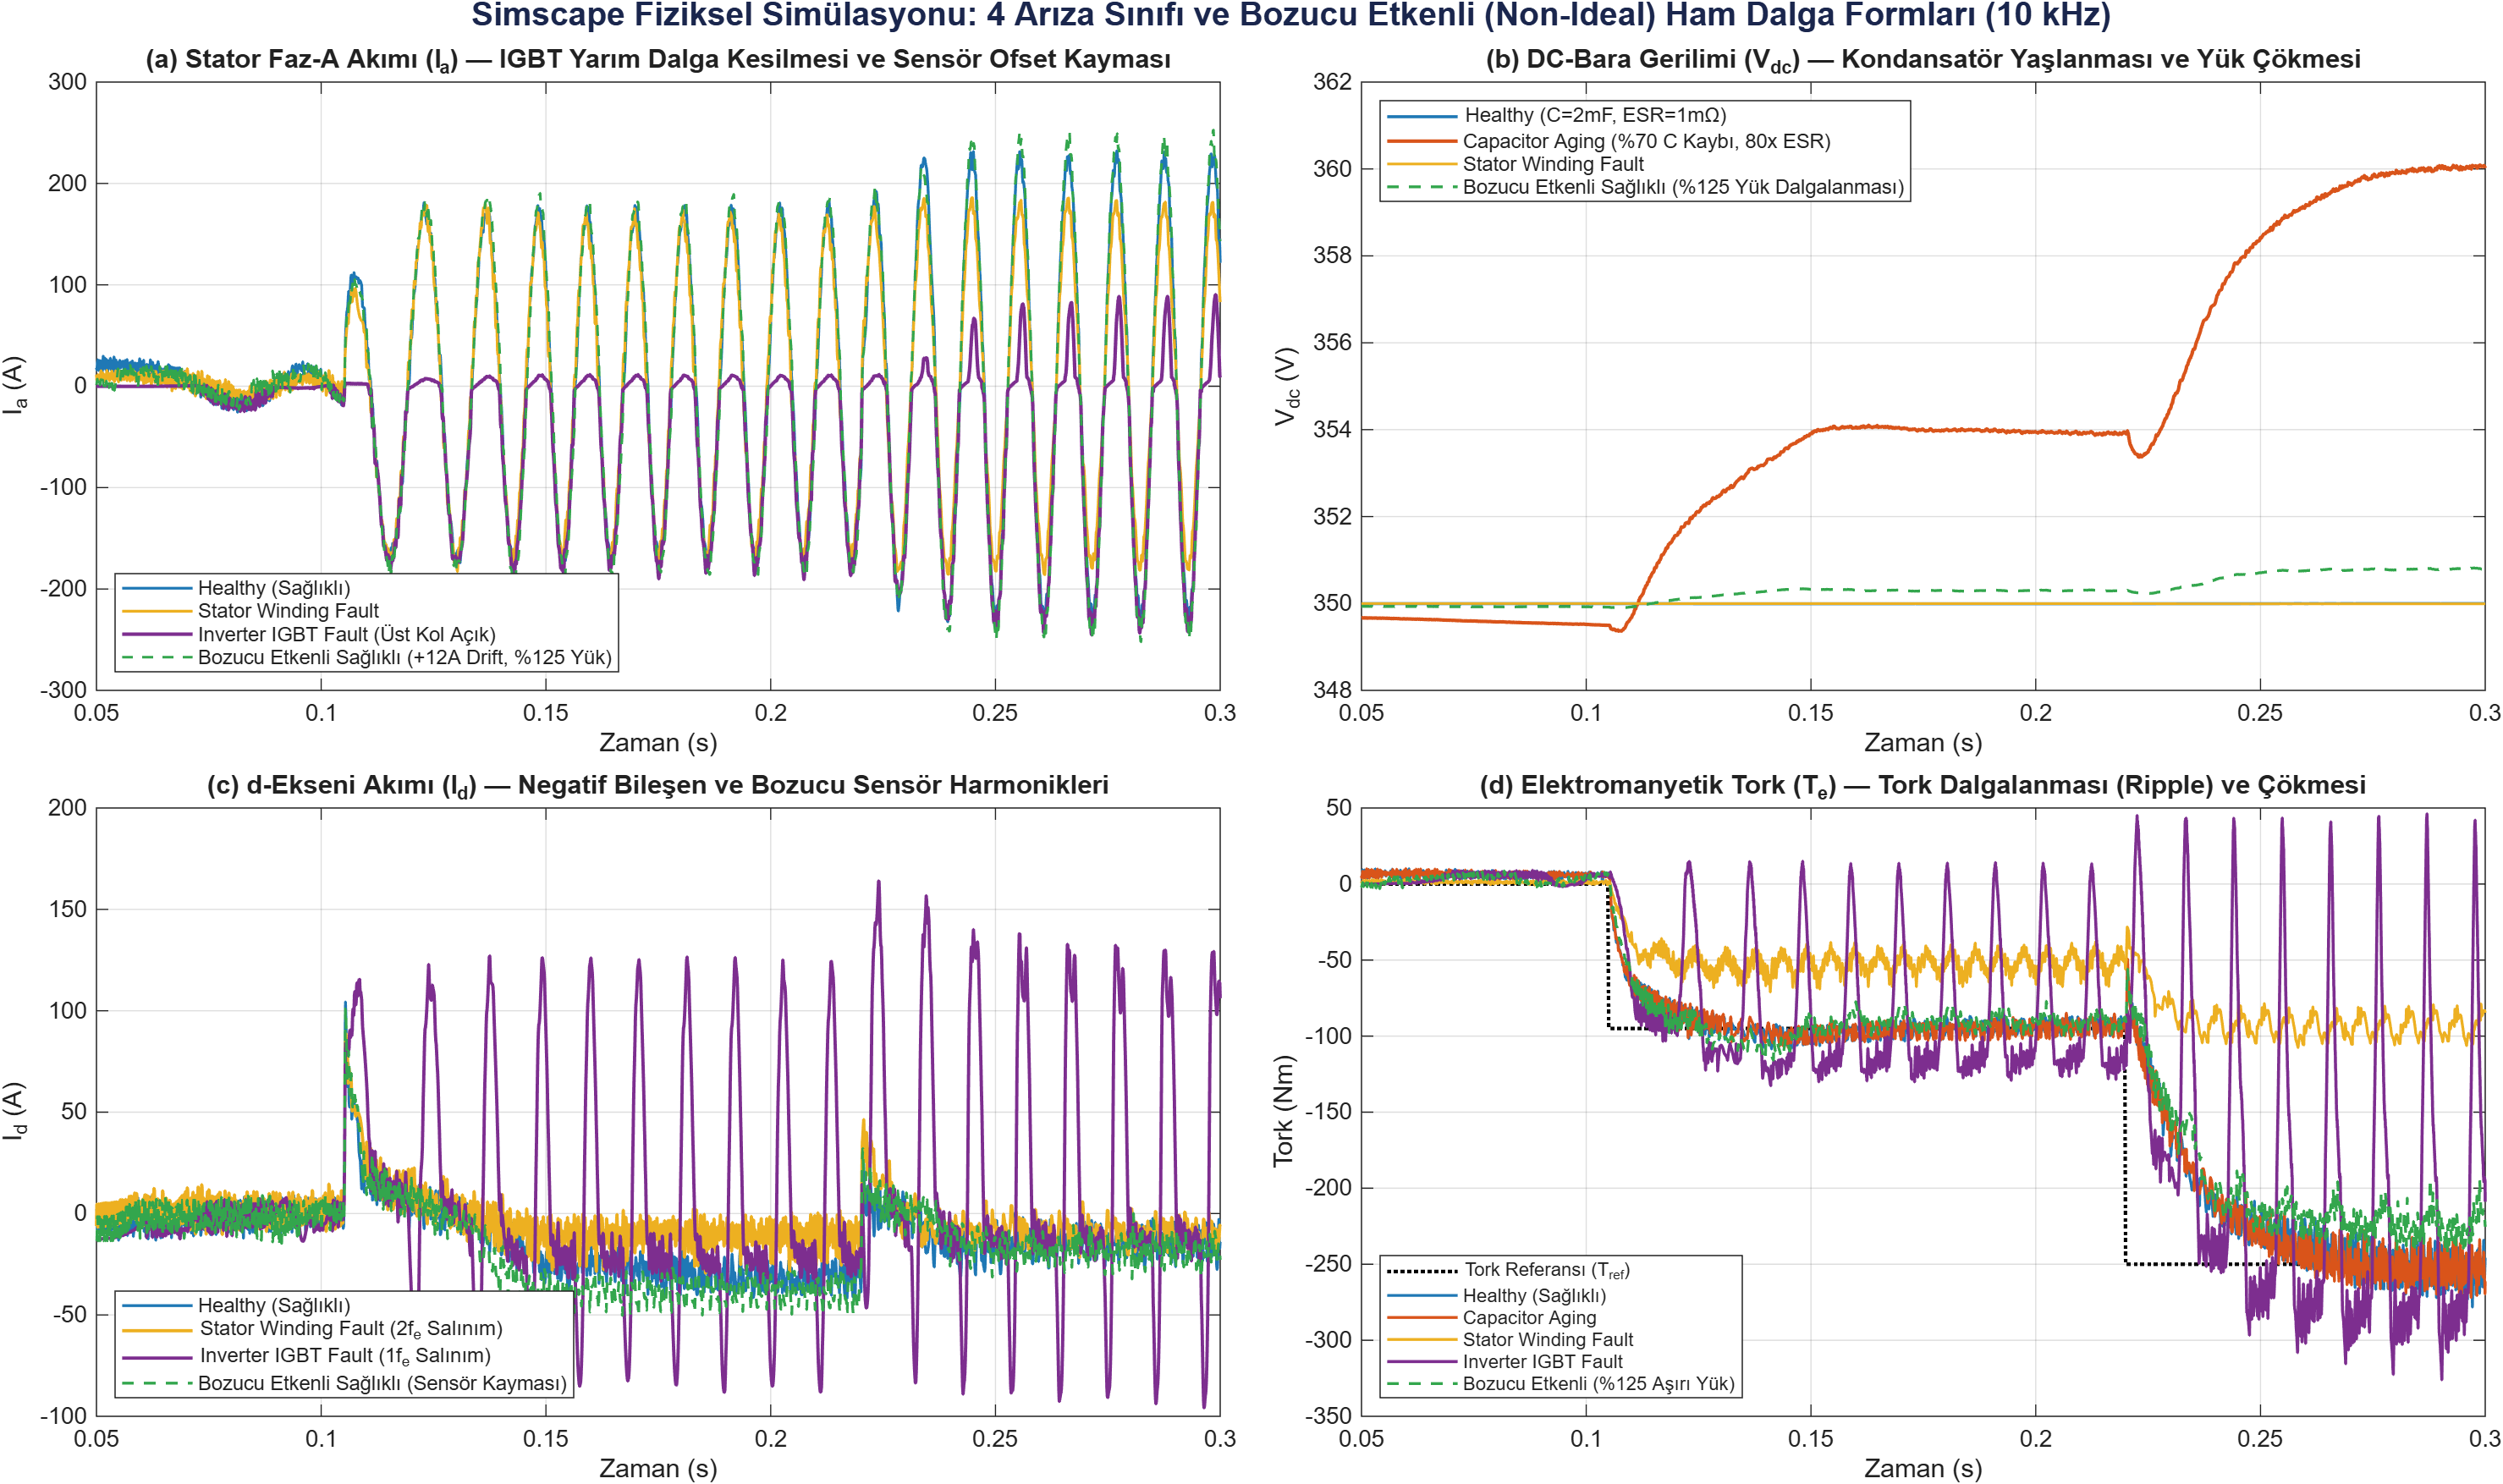 Simscape Fiziksel Simülasyonu: 4 Arıza Sınıfı ve Bozucu Etkenli (Non-Ideal) Ham Dalga Formları (10 kHz)
(a) Stator Faz-A Akımı (Ia) — IGBT Yarım Dalga Kesilmesi ve Sensör Ofset Kayması
300
200
100
0
-100
-200
-300
Ia (A)
Healthy (Sağlıklı)
Stator Winding Fault
Inverter IGBT Fault (Üst Kol Açık)
Bozucu Etkenli Sağlıklı (+12A Drift, %125 Yük)
0.05 0.1 0.15 0.2 0.25 0.3
Zaman (s)
(b) DC-Bara Gerilimi (Vdc) — Kondansatör Yaşlanması ve Yük Çökmesi
362
360
358
356
354
352
350
348
Vdc (V)
Healthy (C=2mF, ESR=1mΩ)
Capacitor Aging (%70 C Kaybı, 80x ESR)
Stator Winding Fault
Bozucu Etkenli Sağlıklı (%125 Yük Dalgalanması)
0.05 0.1 0.15 0.2 0.25 0.3
Zaman (s)
(c) d-Ekseni Akımı (Id) — Negatif Bileşen ve Bozucu Sensör Harmonikleri
200
150
100
50
0
-50
-100
Id (A)
Healthy (Sağlıklı)
Stator Winding Fault (2fe Salınım)
Inverter IGBT Fault (1fe Salınım)
Bozucu Etkenli Sağlıklı (Sensör Kayması)
0.05 0.1 0.15 0.2 0.25 0.3
Zaman (s)
(d) Elektromanyetik Tork (Te) — Tork Dalgalanması (Ripple) ve Çökmesi
50
0
-50
-100
-150
-200
-250
-300
-350
Tork (Nm)
Tork Referansı (Tref)
Healthy (Sağlıklı)
Capacitor Aging
Stator Winding Fault
Inverter IGBT Fault
Bozucu Etkenli (%125 Aşırı Yük)
0.05 0.1 0.15 0.2 0.25 0.3
Zaman (s)